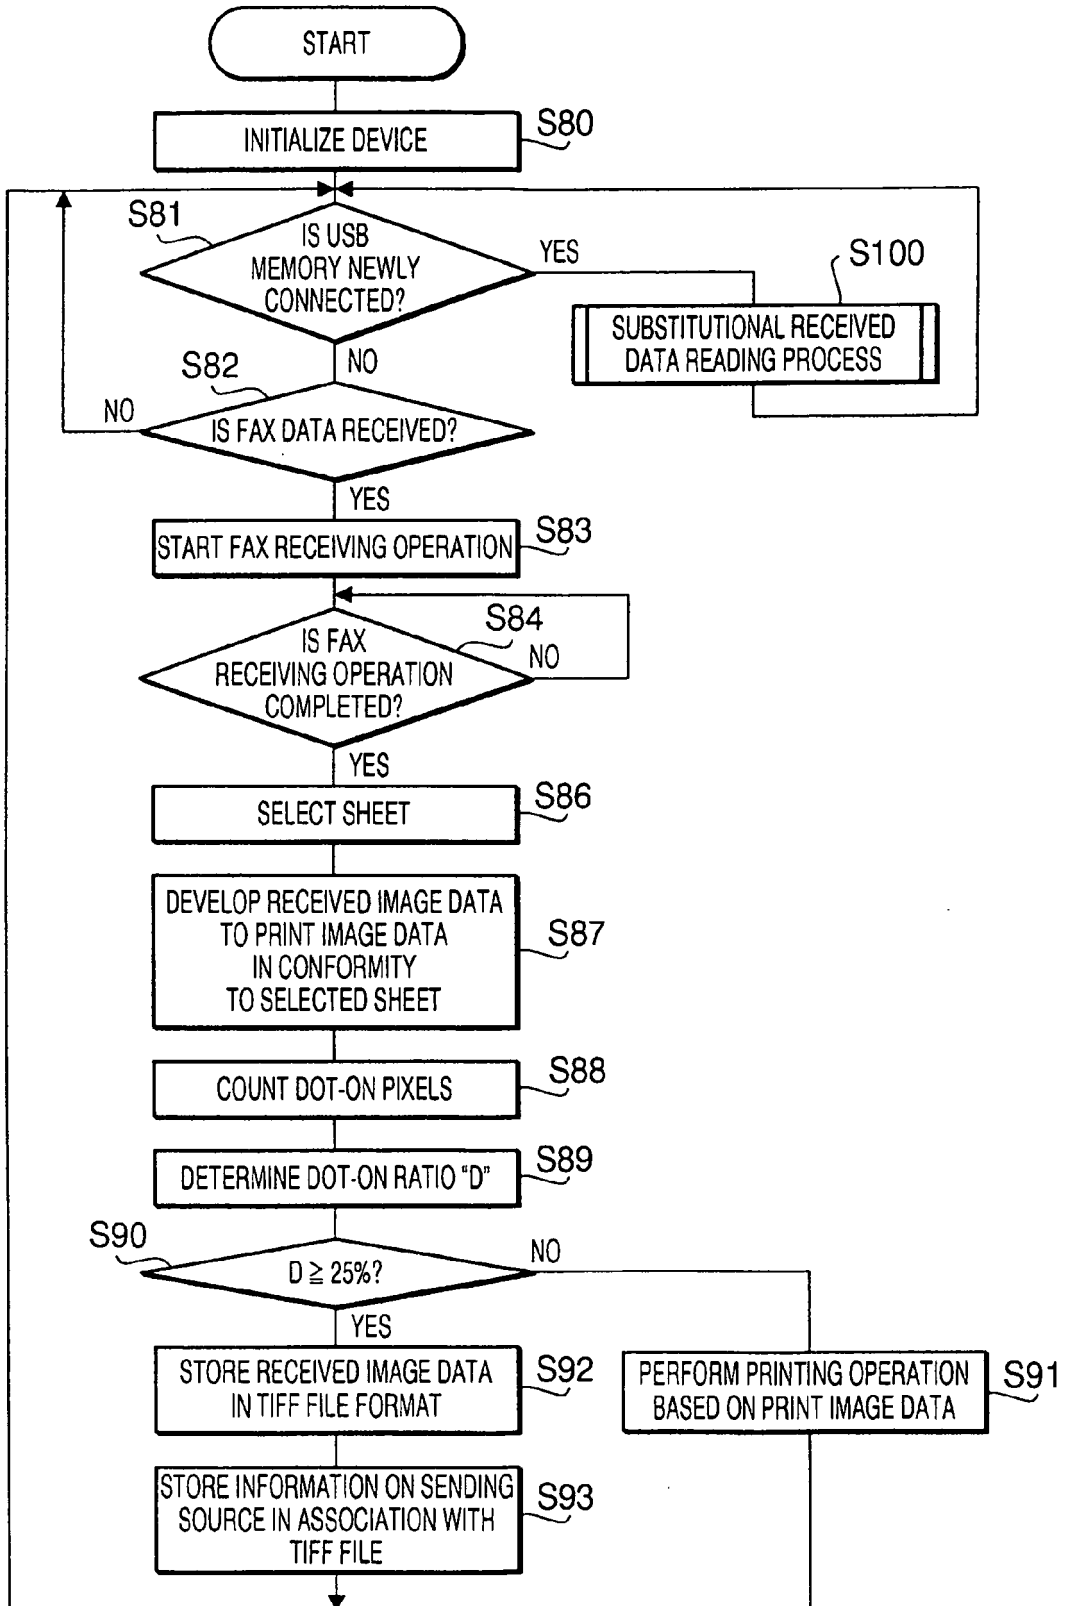 START
INITIALIZE DEVICE
S80
S81
IS USB
MEMORY NEWLY
CONNECTED?
YES
S100
SUBSTITUTIONAL RECEIVED
DATA READING PROCESS
NO
S82
NO
IS FAX DATA RECEIVED?
YES
START FAX RECEIVING OPERATION
S83
S84
IS FAX
RECEIVING OPERATION
COMPLETED?
NO
YES
SELECT SHEET
S86
DEVELOP RECEIVED IMAGE DATA
TO PRINT IMAGE DATA
IN CONFORMITY
TO SELECTED SHEET
S87
COUNT DOT-ON PIXELS
S88
DETERMINE DOT-ON RATIO “D”
S89
S90
D ≧ 25%?
NO
YES
STORE RECEIVED IMAGE DATA
IN TIFF FILE FORMAT
S92
PERFORM PRINTING OPERATION
BASED ON PRINT IMAGE DATA
S91
STORE INFORMATION ON SENDING
SOURCE IN ASSOCIATION WITH
TIFF FILE
S93